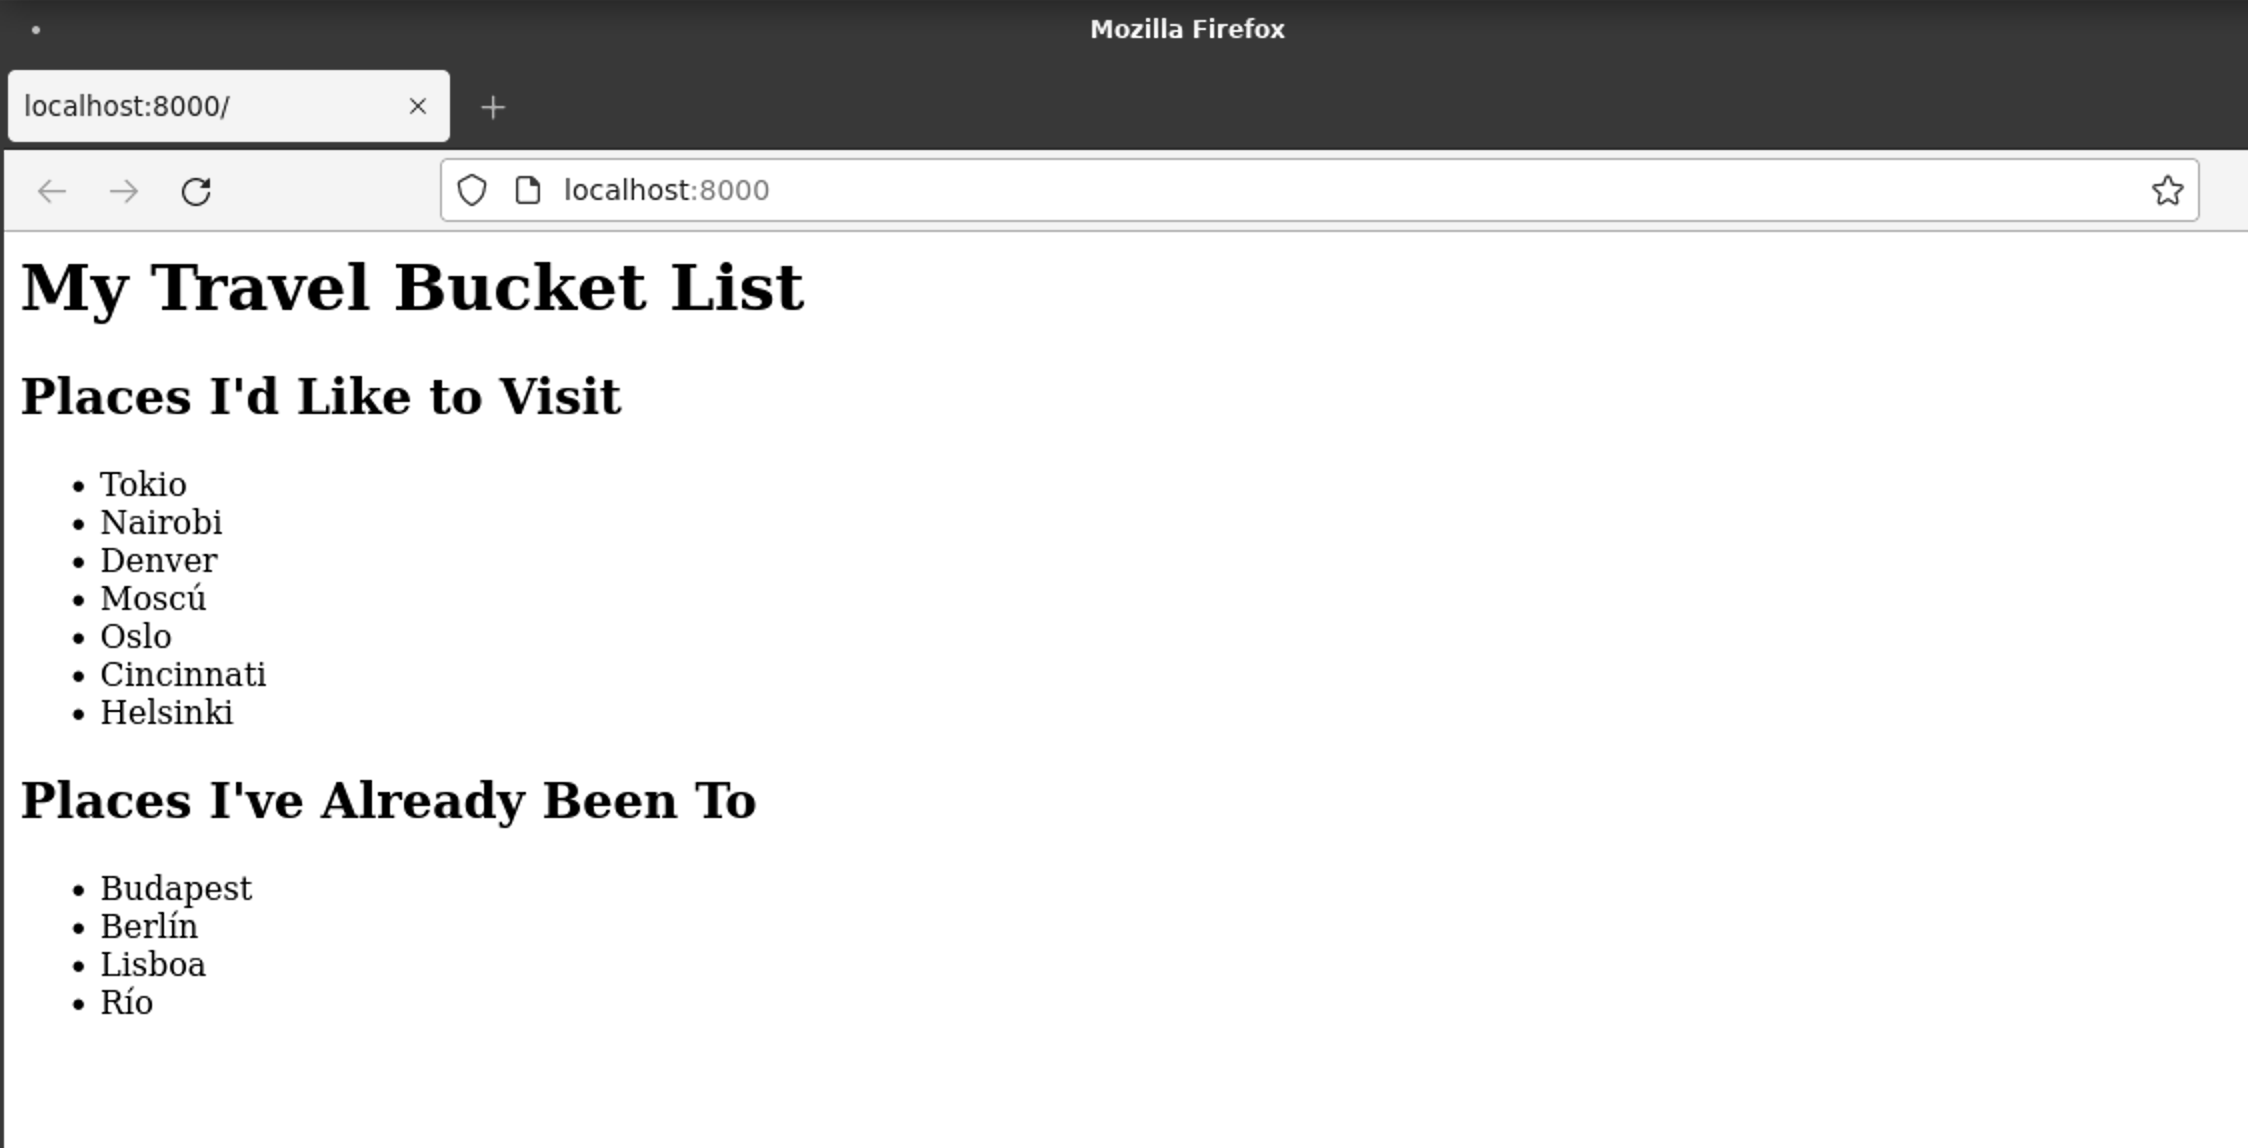 Mozilla Firefox
localhost:8000/
localhost:8000
My Travel Bucket List
Places I'd Like to Visit
Tokio
Nairobi
Denver
Moscú
Oslo
Cincinnati
Helsinki
Places I've Already Been To
Budapest
Berlín
Lisboa
Río